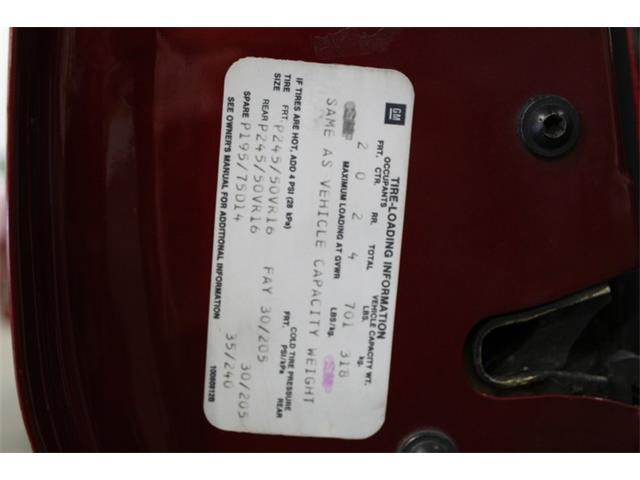 GM
TIRE-LOADING INFORMATION
OCCUPANTS VEHICLE CAPACITY WT.
FRT. CTR. RR. TOTAL LBS. kg.
2 0 2 4 701 318
MAXIMUM LOADING AT GVWR LBS/kg.
SAME AS VEHICLE CAPACITY WEIGHT
IF TIRES ARE HOT, ADD 4 PSI (28 kPa)
TIRE SIZE COLD TIRE PRESSURE PSI/kPa
FRT. P245/50VR16 FAY FRT. 30/205
REAR P245/50VR16 30/205
SPARE P195/75D14 35/240
SEE OWNER'S MANUAL FOR ADDITIONAL INFORMATION
10080812B